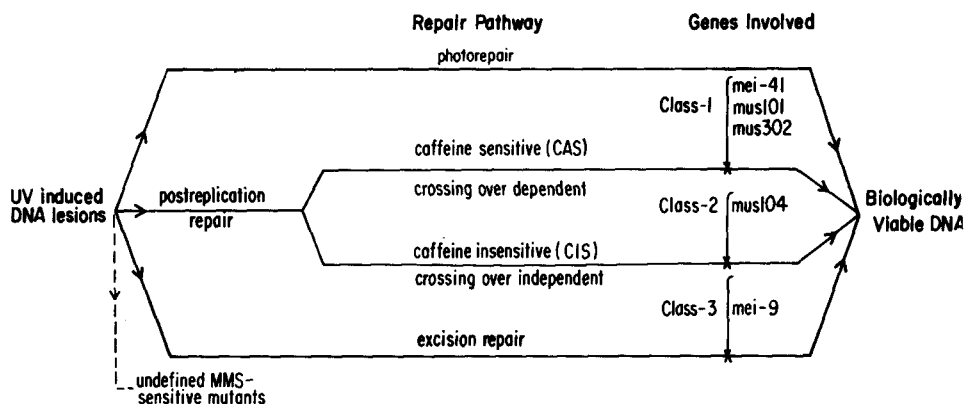 Repair Pathway
Genes Involved
photorepair
Class-1
mei-41
mus101
mus302
caffeine sensitive (CAS)
crossing over dependent
UV induced
DNA lesions
postreplication
repair
Class-2
mus104
Biologically
Viable DNA
caffeine insensitive (CIS)
crossing over independent
Class-3
mei-9
excision repair
undefined MMS-
sensitive mutants